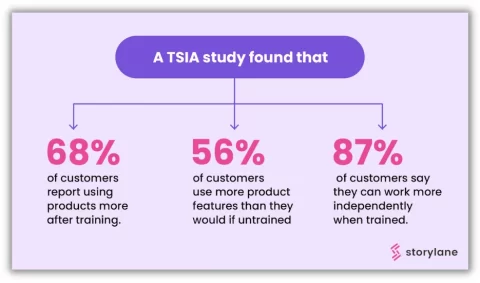 A TSIA study found that
68%
of customers
report using
products more
after training.
56%
of customers
use more product
features than they
would if untrained
87%
of customers say
they can work more
independently
when trained.
storylane